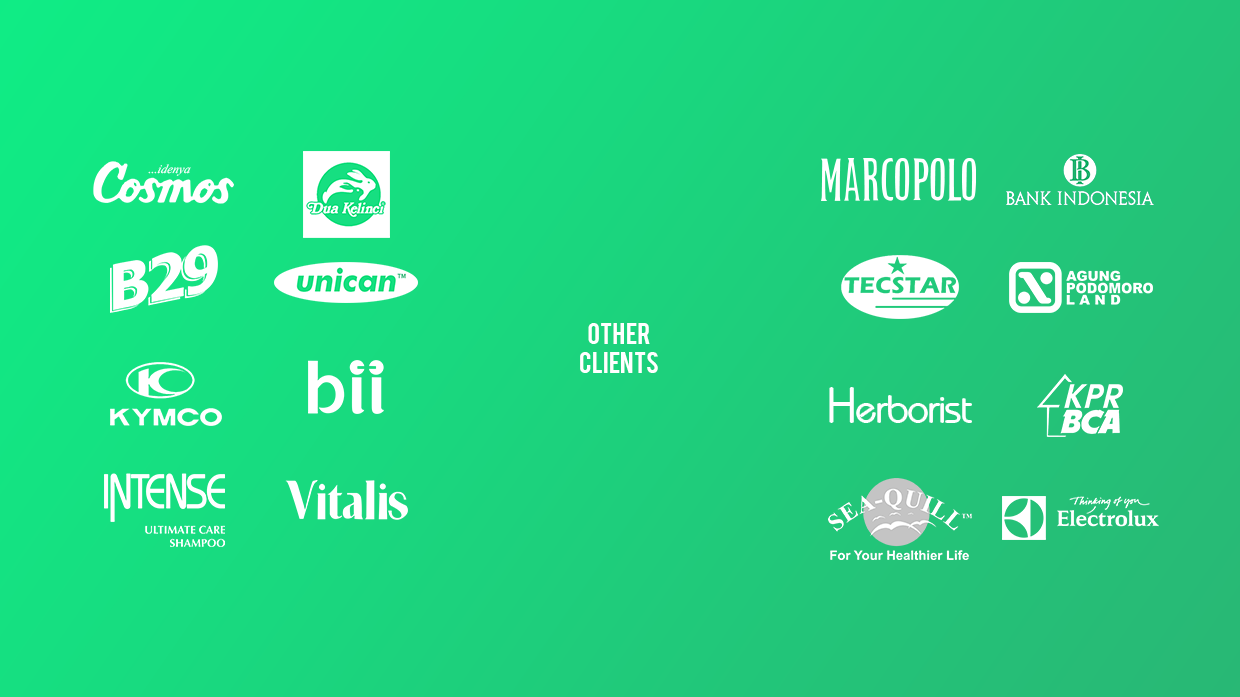 ...idenya
Cosmos
Dua Kelinci
B29
unican™
KYMCO
bii
INTENSE
ULTIMATE CARE
SHAMPOO
Vitalis
OTHER
CLIENTS
MARCOPOLO
BI
BANK INDONESIA
TECSTAR
AGUNG
PODOMORO
LAND
Herborist
KPR
BCA
SEA-QUILL™
For Your Healthier Life
Thinking of you
Electrolux